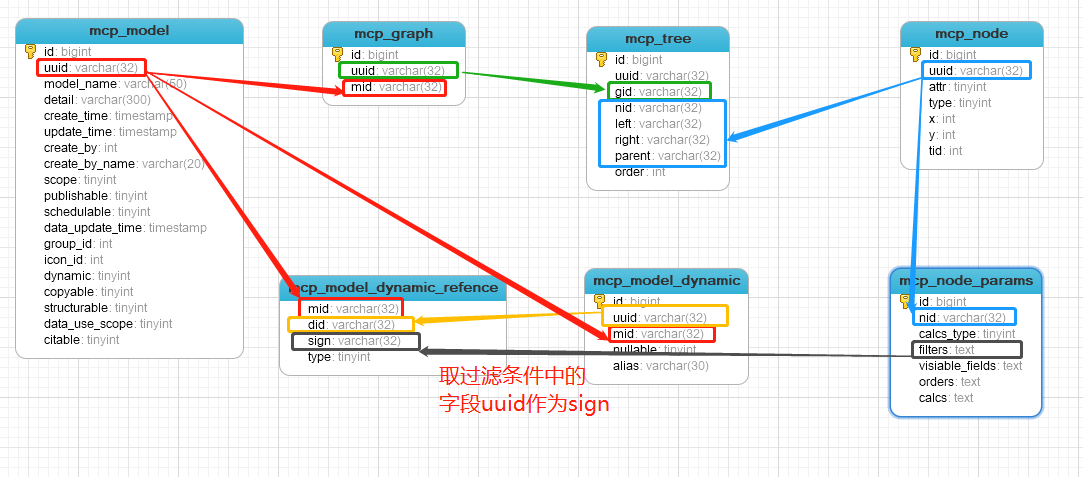 mcp_model
id: bigint
uuid: varchar(32)
model_name: varchar(50)
detail: varchar(300)
create_time: timestamp
update_time: timestamp
create_by: int
create_by_name: varchar(20)
scope: tinyint
publishable: tinyint
schedulable: tinyint
data_update_time: timestamp
group_id: int
icon_id: int
dynamic: tinyint
copyable: tinyint
structurable: tinyint
data_use_scope: tinyint
citable: tinyint
mcp_graph
id: bigint
uuid: varchar(32)
mid: varchar(32)
mcp_tree
id: bigint
uuid: varchar(32)
gid: varchar(32)
nid: varchar(32)
left: varchar(32)
right: varchar(32)
parent: varchar(32)
order: int
mcp_node
id: bigint
uuid: varchar(32)
attr: tinyint
type: tinyint
x: int
y: int
tid: int
mcp_model_dynamic_refence
mid: varchar(32)
did: varchar(32)
sign: varchar(32)
type: tinyint
mcp_model_dynamic
id: bigint
uuid: varchar(32)
mid: varchar(32)
nullable: tinyint
alias: varchar(30)
mcp_node_params
id: bigint
nid: varchar(32)
calcs_type: tinyint
filters: text
visiable_fields: text
orders: text
calcs: text
取过滤条件中的
字段uuid作为sign